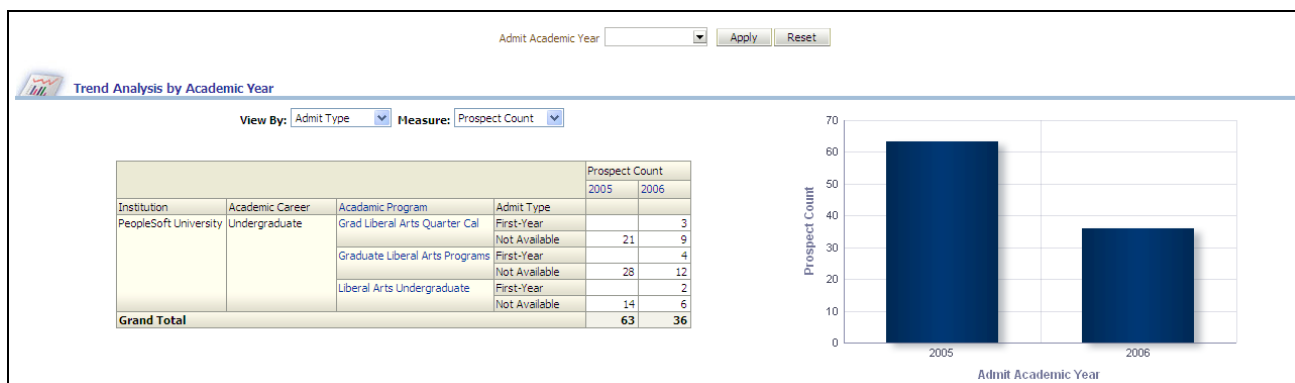 Admit Academic Year Apply Reset
Trend Analysis by Academic Year
View By: Admit Type Measure: Prospect Count
Prospect Count
2005 2006
Institution Academic Career Acadamic Program Admit Type
PeopleSoft University Undergraduate Grad Liberal Arts Quarter Cal First-Year 3
Not Available 21 9
Graduate Liberal Arts Programs First-Year 4
Not Available 28 12
Liberal Arts Undergraduate First-Year 2
Not Available 14 6
Grand Total 63 36
70
60
50
40
30
20
10
0
Prospect Count
2005 2006
Admit Academic Year